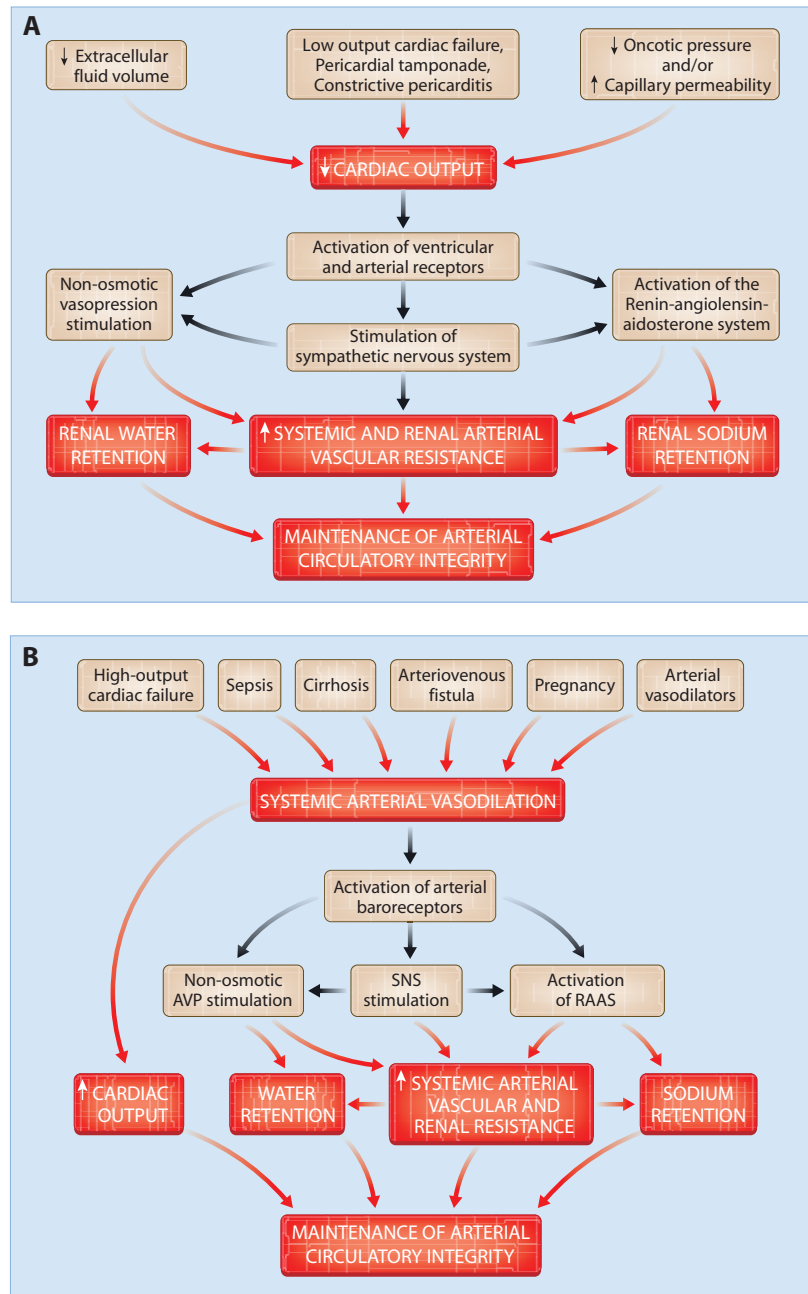 A
↓ Extracellular
fluid volume
Low output cardiac failure,
Pericardial tamponade,
Constrictive pericarditis
↓ Oncotic pressure
and/or
↑ Capillary permeability
↓ CARDIAC OUTPUT
Activation of ventricular
and arterial receptors
Non-osmotic
vasopression
stimulation
Activation of the
Renin-angiolensin-
aidosterone system
Stimulation of
sympathetic nervous system
RENAL WATER
RETENTION
↑ SYSTEMIC AND RENAL ARTERIAL
VASCULAR RESISTANCE
RENAL SODIUM
RETENTION
MAINTENANCE OF ARTERIAL
CIRCULATORY INTEGRITY
B
High-output
cardiac failure
Sepsis
Cirrhosis
Arteriovenous
fistula
Pregnancy
Arterial
vasodilators
SYSTEMIC ARTERIAL VASODILATION
Activation of arterial
baroreceptors
Non-osmotic
AVP stimulation
SNS
stimulation
Activation
of RAAS
↑ CARDIAC
OUTPUT
WATER
RETENTION
↑ SYSTEMIC ARTERIAL
VASCULAR AND
RENAL RESISTANCE
SODIUM
RETENTION
MAINTENANCE OF ARTERIAL
CIRCULATORY INTEGRITY